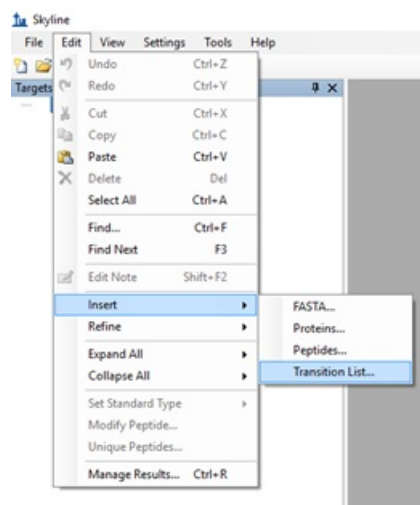 Skyline
File Edit View Settings Tools Help
Undo Ctrl+Z
Targets
Redo Ctrl+Y
Cut Ctrl+X
Copy Ctrl+C
Paste Ctrl+V
Delete Del
Select All Ctrl+A
Find... Ctrl+F
Find Next F3
Edit Note Shift+F2
Insert
FASTA...
Refine
Proteins...
Expand All
Peptides...
Collapse All
Transition List...
Set Standard Type
Modify Peptide...
Unique Peptides...
Manage Results... Ctrl+R